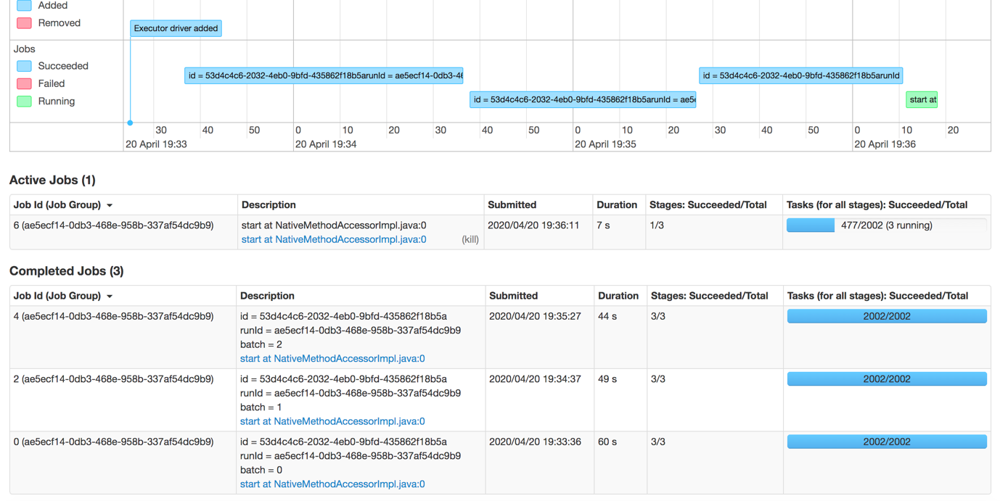 Added
Removed
Executor driver added
Jobs
Succeeded
Failed
Running
id = 53d4c4c6-2032-4eb0-9bfd-435862f18b5arunId = ae5ecf14-0db3-4
id = 53d4c4c6-2032-4eb0-9bfd-435862f18b5arunId
id = 53d4c4c6-2032-4eb0-9bfd-435862f18b5arunId = ae5
start at
30 40 50 0 10 20 30 40 50 0 10 20 30 40 50 0 10 20
20 April 19:33 20 April 19:34 20 April 19:35 20 April 19:36
Active Jobs (1)
Job Id (Job Group) Description Submitted Duration Stages: Succeeded/Total Tasks (for all stages): Succeeded/Total
6 (ae5ecf14-0db3-468e-958b-337af54dc9b9) start at NativeMethodAccessorImpl.java:0 2020/04/20 19:36:11 7 s 1/3 477/2002 (3 running)
start at NativeMethodAccessorImpl.java:0 (kill)
Completed Jobs (3)
Job Id (Job Group) Description Submitted Duration Stages: Succeeded/Total Tasks (for all stages): Succeeded/Total
4 (ae5ecf14-0db3-468e-958b-337af54dc9b9) id = 53d4c4c6-2032-4eb0-9bfd-435862f18b5a 2020/04/20 19:35:27 44 s 3/3 2002/2002
runId = ae5ecf14-0db3-468e-958b-337af54dc9b9
batch = 2
start at NativeMethodAccessorImpl.java:0
2 (ae5ecf14-0db3-468e-958b-337af54dc9b9) id = 53d4c4c6-2032-4eb0-9bfd-435862f18b5a 2020/04/20 19:34:37 49 s 3/3 2002/2002
runId = ae5ecf14-0db3-468e-958b-337af54dc9b9
batch = 1
start at NativeMethodAccessorImpl.java:0
0 (ae5ecf14-0db3-468e-958b-337af54dc9b9) id = 53d4c4c6-2032-4eb0-9bfd-435862f18b5a 2020/04/20 19:33:36 60 s 3/3 2002/2002
runId = ae5ecf14-0db3-468e-958b-337af54dc9b9
batch = 0
start at NativeMethodAccessorImpl.java:0